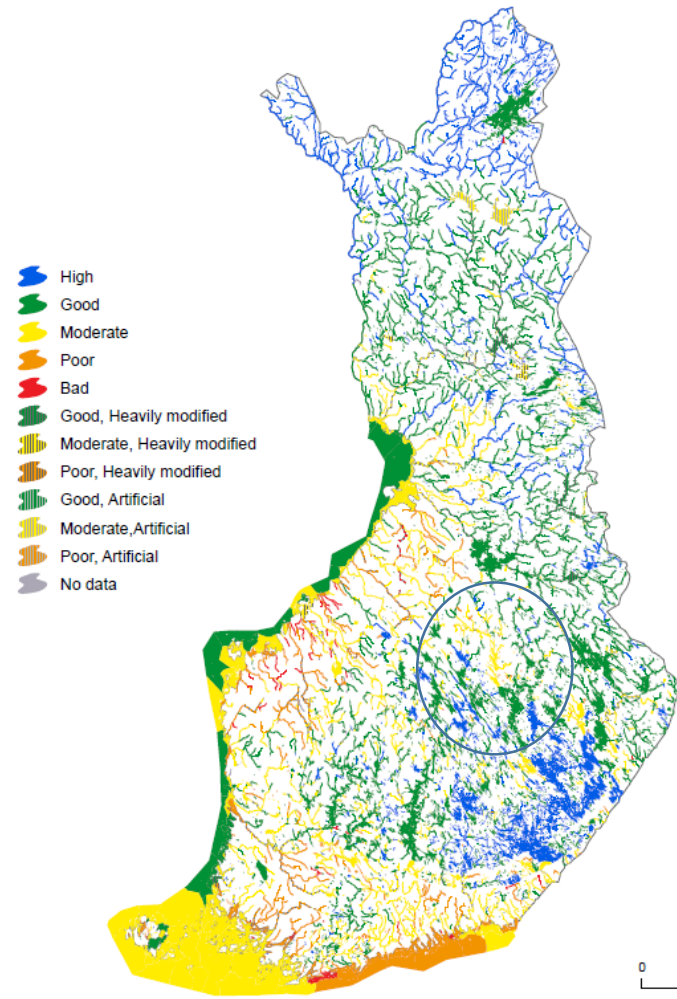 High
Good
Moderate
Poor
Bad
Good, Heavily modified
Moderate, Heavily modified
Poor, Heavily modified
Good, Artificial
Moderate,Artificial
Poor, Artificial
No data
0